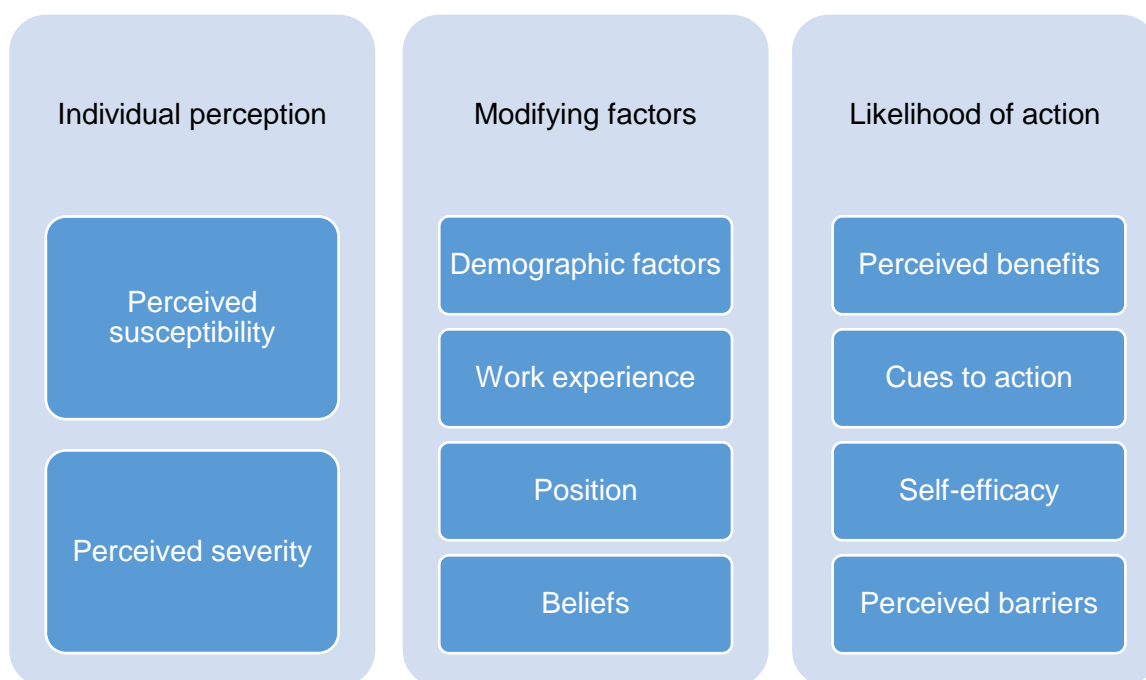 Individual perception
Perceived
susceptibility
Perceived severity
Modifying factors
Demographic factors
Work experience
Position
Beliefs
Likelihood of action
Perceived benefits
Cues to action
Self-efficacy
Perceived barriers